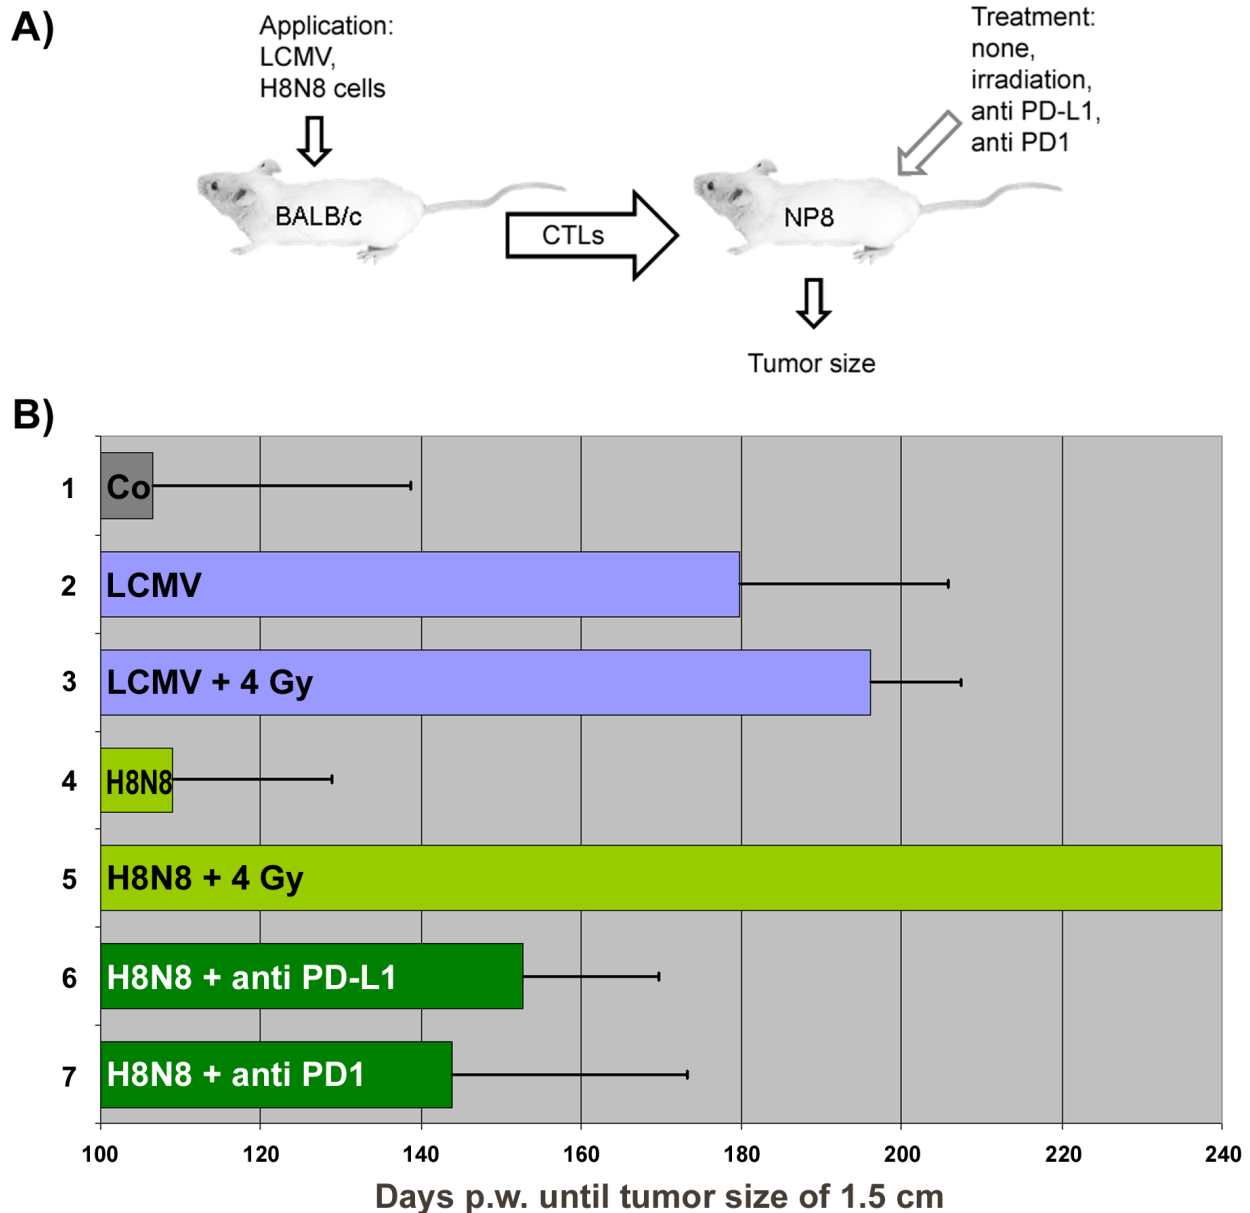 A)
Application:
LCMV,
H8N8 cells
Treatment:
none,
irradiation,
anti PD-L1,
anti PD1
BALB/c
CTLs
NP8
Tumor size
B)
1
Co
2
LCMV
3
LCMV + 4 Gy
4
H8N8
5
H8N8 + 4 Gy
6
H8N8 + anti PD-L1
7
H8N8 + anti PD1
100 120 140 160 180 200 220 240
Days p.w. until tumor size of 1.5 cm